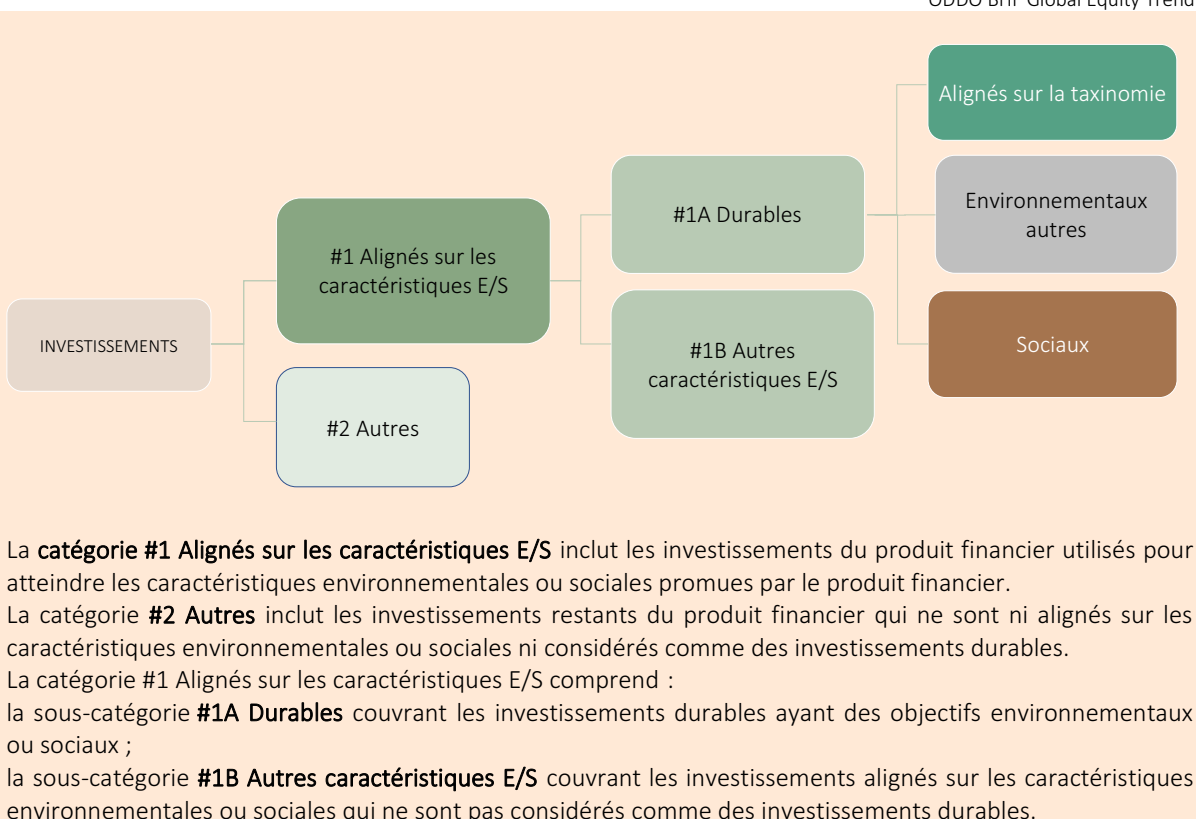 ODDO BHF Global Equity Trend
Alignés sur la taxinomie
#1A Durables
Environnementaux
autres
#1 Alignés sur les
caractéristiques E/S
INVESTISSEMENTS
#1B Autres
caractéristiques E/S
Sociaux
#2 Autres
La catégorie #1 Alignés sur les caractéristiques E/S inclut les investissements du produit financier utilisés pour
atteindre les caractéristiques environnementales ou sociales promues par le produit financier.
La catégorie #2 Autres inclut les investissements restants du produit financier qui ne sont ni alignés sur les
caractéristiques environnementales ou sociales ni considérés comme des investissements durables.
La catégorie #1 Alignés sur les caractéristiques E/S comprend :
la sous-catégorie #1A Durables couvrant les investissements durables ayant des objectifs environnementaux
ou sociaux ;
la sous-catégorie #1B Autres caractéristiques E/S couvrant les investissements alignés sur les caractéristiques
environnementales ou sociales qui ne sont pas considérés comme des investissements durables.